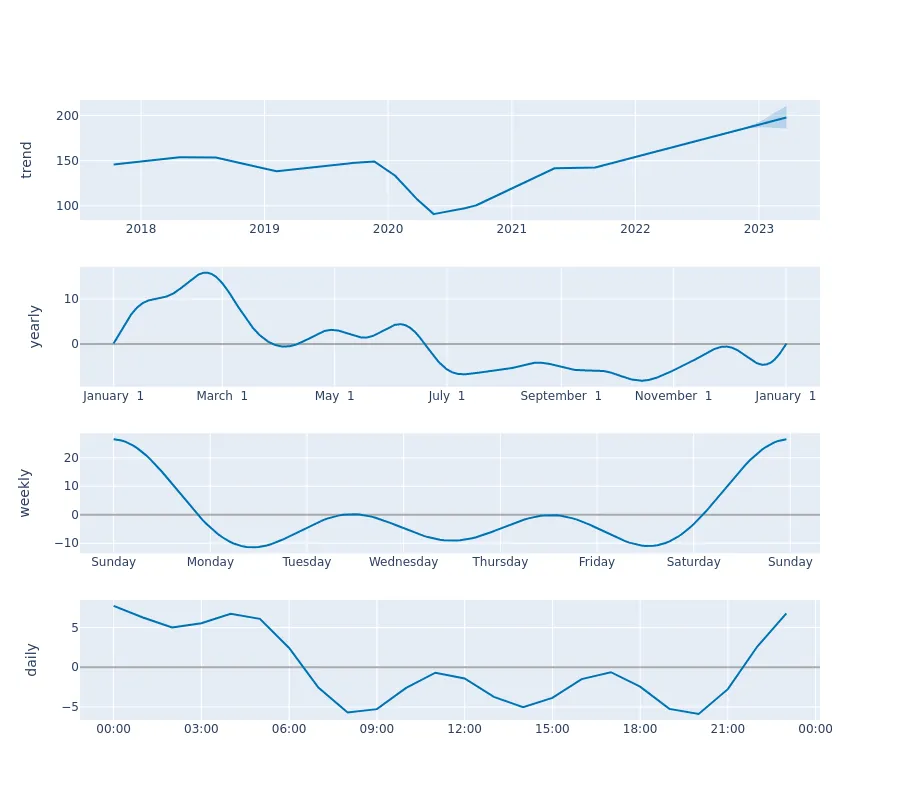 trend
200
150
100
2018 2019 2020 2021 2022 2023
yearly
10
0
January 1 March 1 May 1 July 1 September 1 November 1 January 1
weekly
20
10
0
−10
Sunday Monday Tuesday Wednesday Thursday Friday Saturday Sunday
daily
5
0
−5
00:00 03:00 06:00 09:00 12:00 15:00 18:00 21:00 00:00